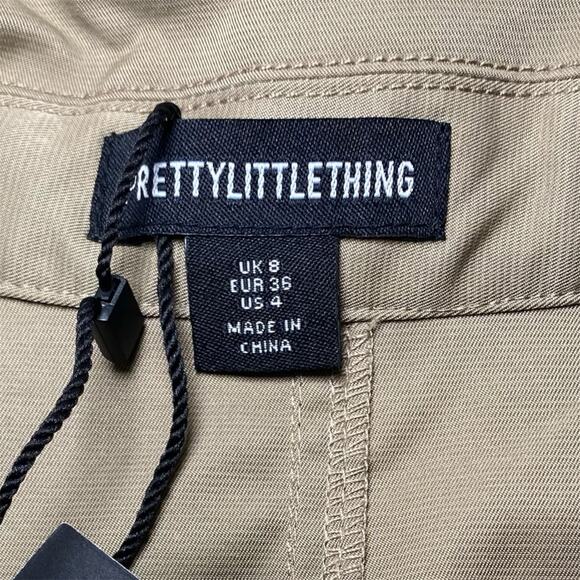 PRETTYLITTLETHING
UK 8
EUR 36
US 4
MADE IN
CHINA